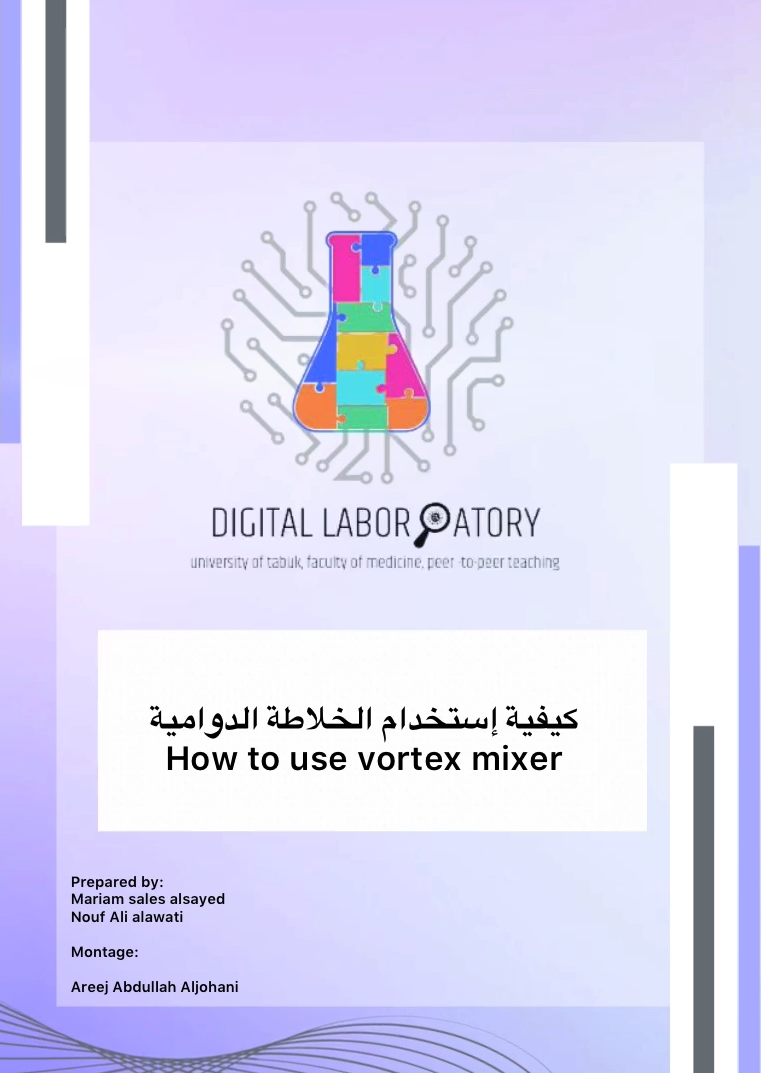 DIGITAL LABORATORY
university of tabuk, faculty of medicine, peer -to-peer teaching
كيفية إستخدام الخلاطة الدوامية
How to use vortex mixer
Prepared by:
Mariam sales alsayed
Nouf Ali alawati
Montage:
Areej Abdullah Aljohani